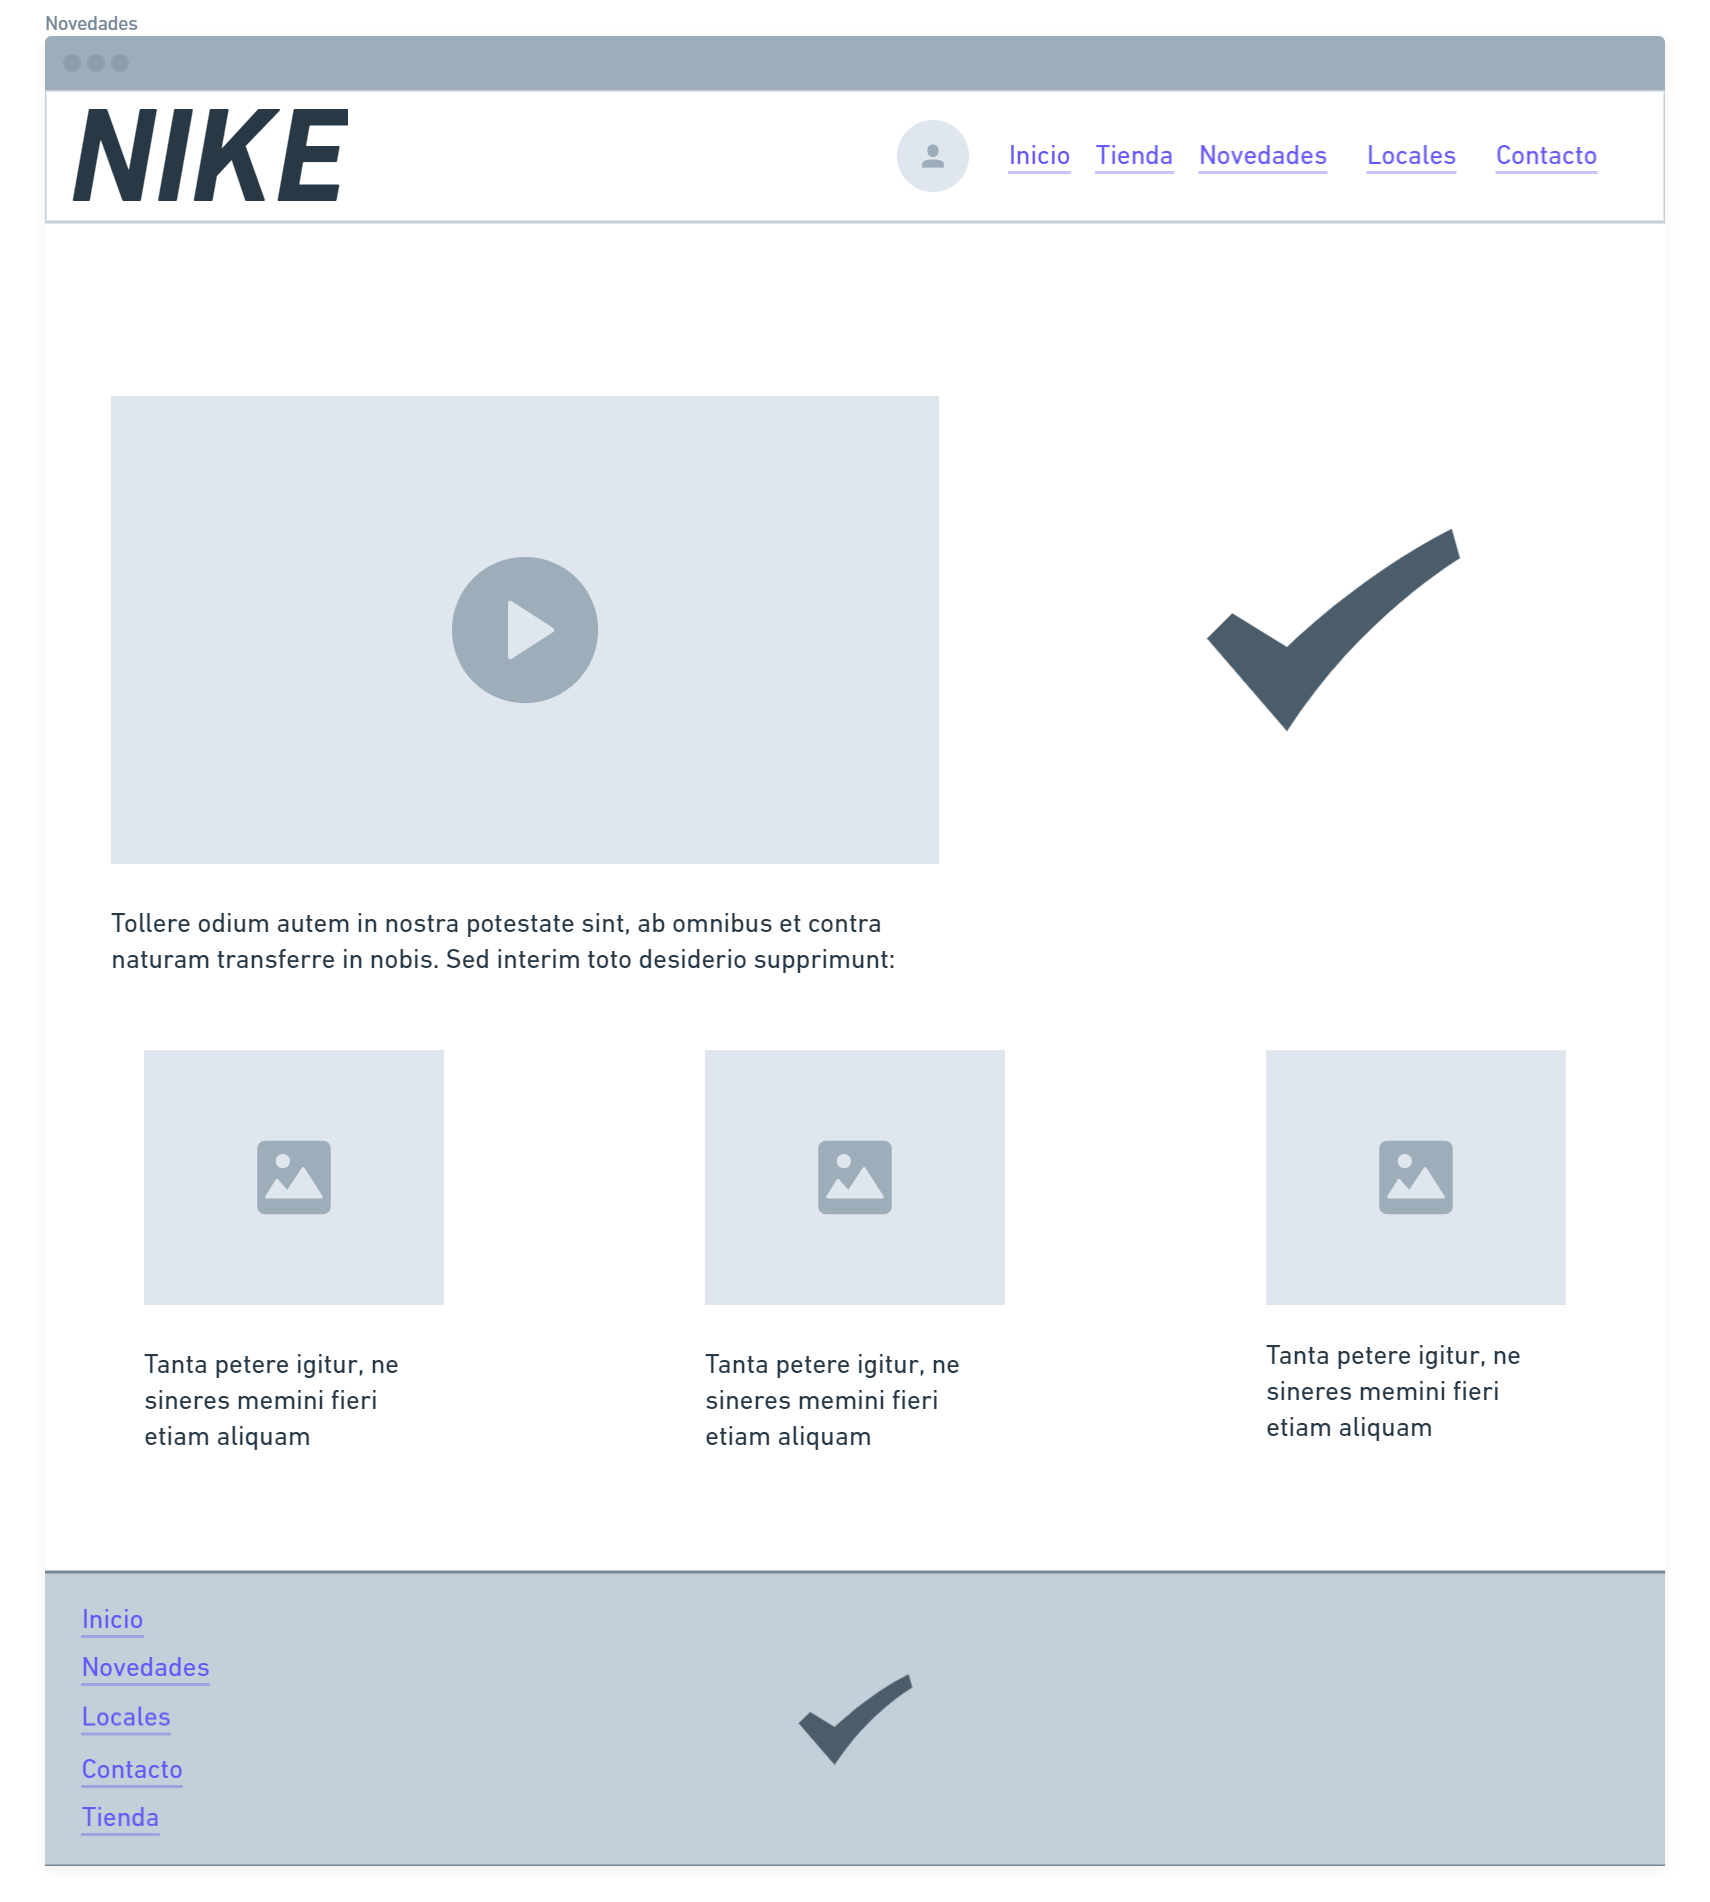 Novedades
NIKE
Inicio Tienda Novedades Locales Contacto
Tollere odium autem in nostra potestate sint, ab omnibus et contra
naturam transferre in nobis. Sed interim toto desiderio supprimunt:
Tanta petere igitur, ne
sineres memini fieri
etiam aliquam
Tanta petere igitur, ne
sineres memini fieri
etiam aliquam
Tanta petere igitur, ne
sineres memini fieri
etiam aliquam
Inicio
Novedades
Locales
Contacto
Tienda